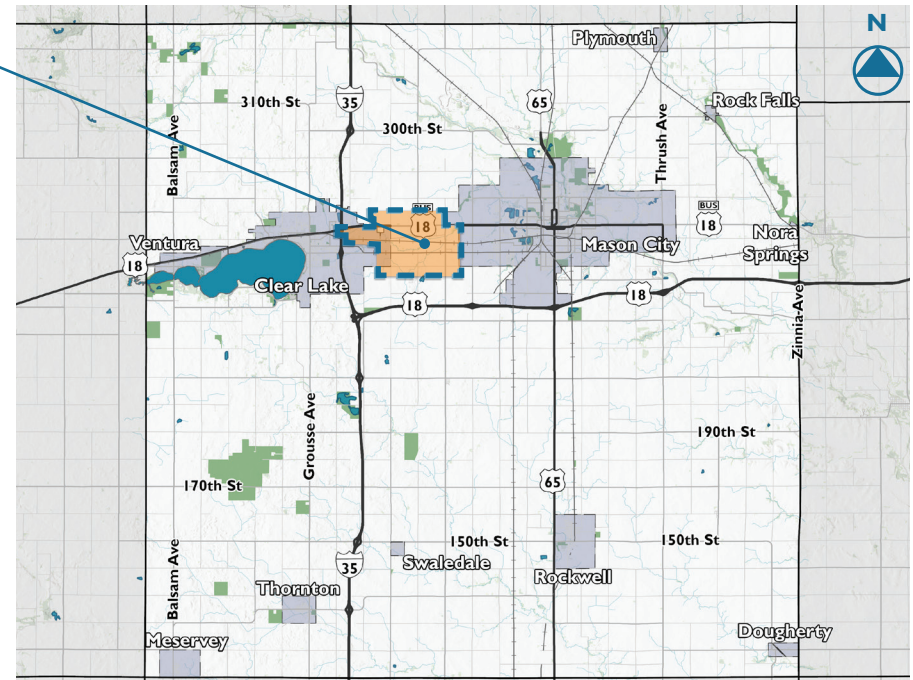 N
Plymouth
Rock Falls
310th St
35
65
300th St
Balsam Ave
Thrush Ave
BUS
18
BUS
18
Ventura
18
Mason City
Nora
Springs
Clear Lake
18
18
Zinnia Ave
Grousse Ave
190th St
170th St
65
150th St
150th St
Swaledale
Rockwell
35
Balsam Ave
Thornton
Meservey
Dougherty